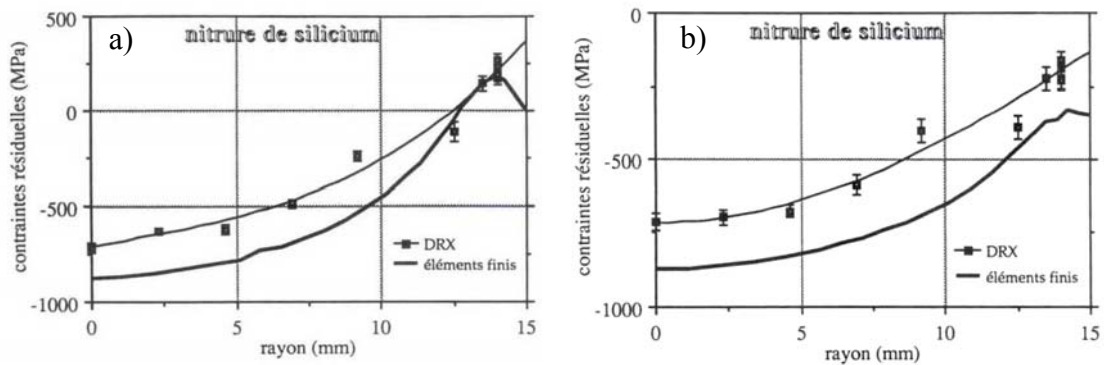 a)
nitrure de silicium
contraintes résiduelles (MPa)
500
0
-500
-1000
DRX
éléments finis
0
5
10
15
rayon (mm)
b)
nitrure de silicium
contraintes résiduelles (MPa)
-0
-500
-1000
DRX
éléments finis
0
5
10
15
rayon (mm)